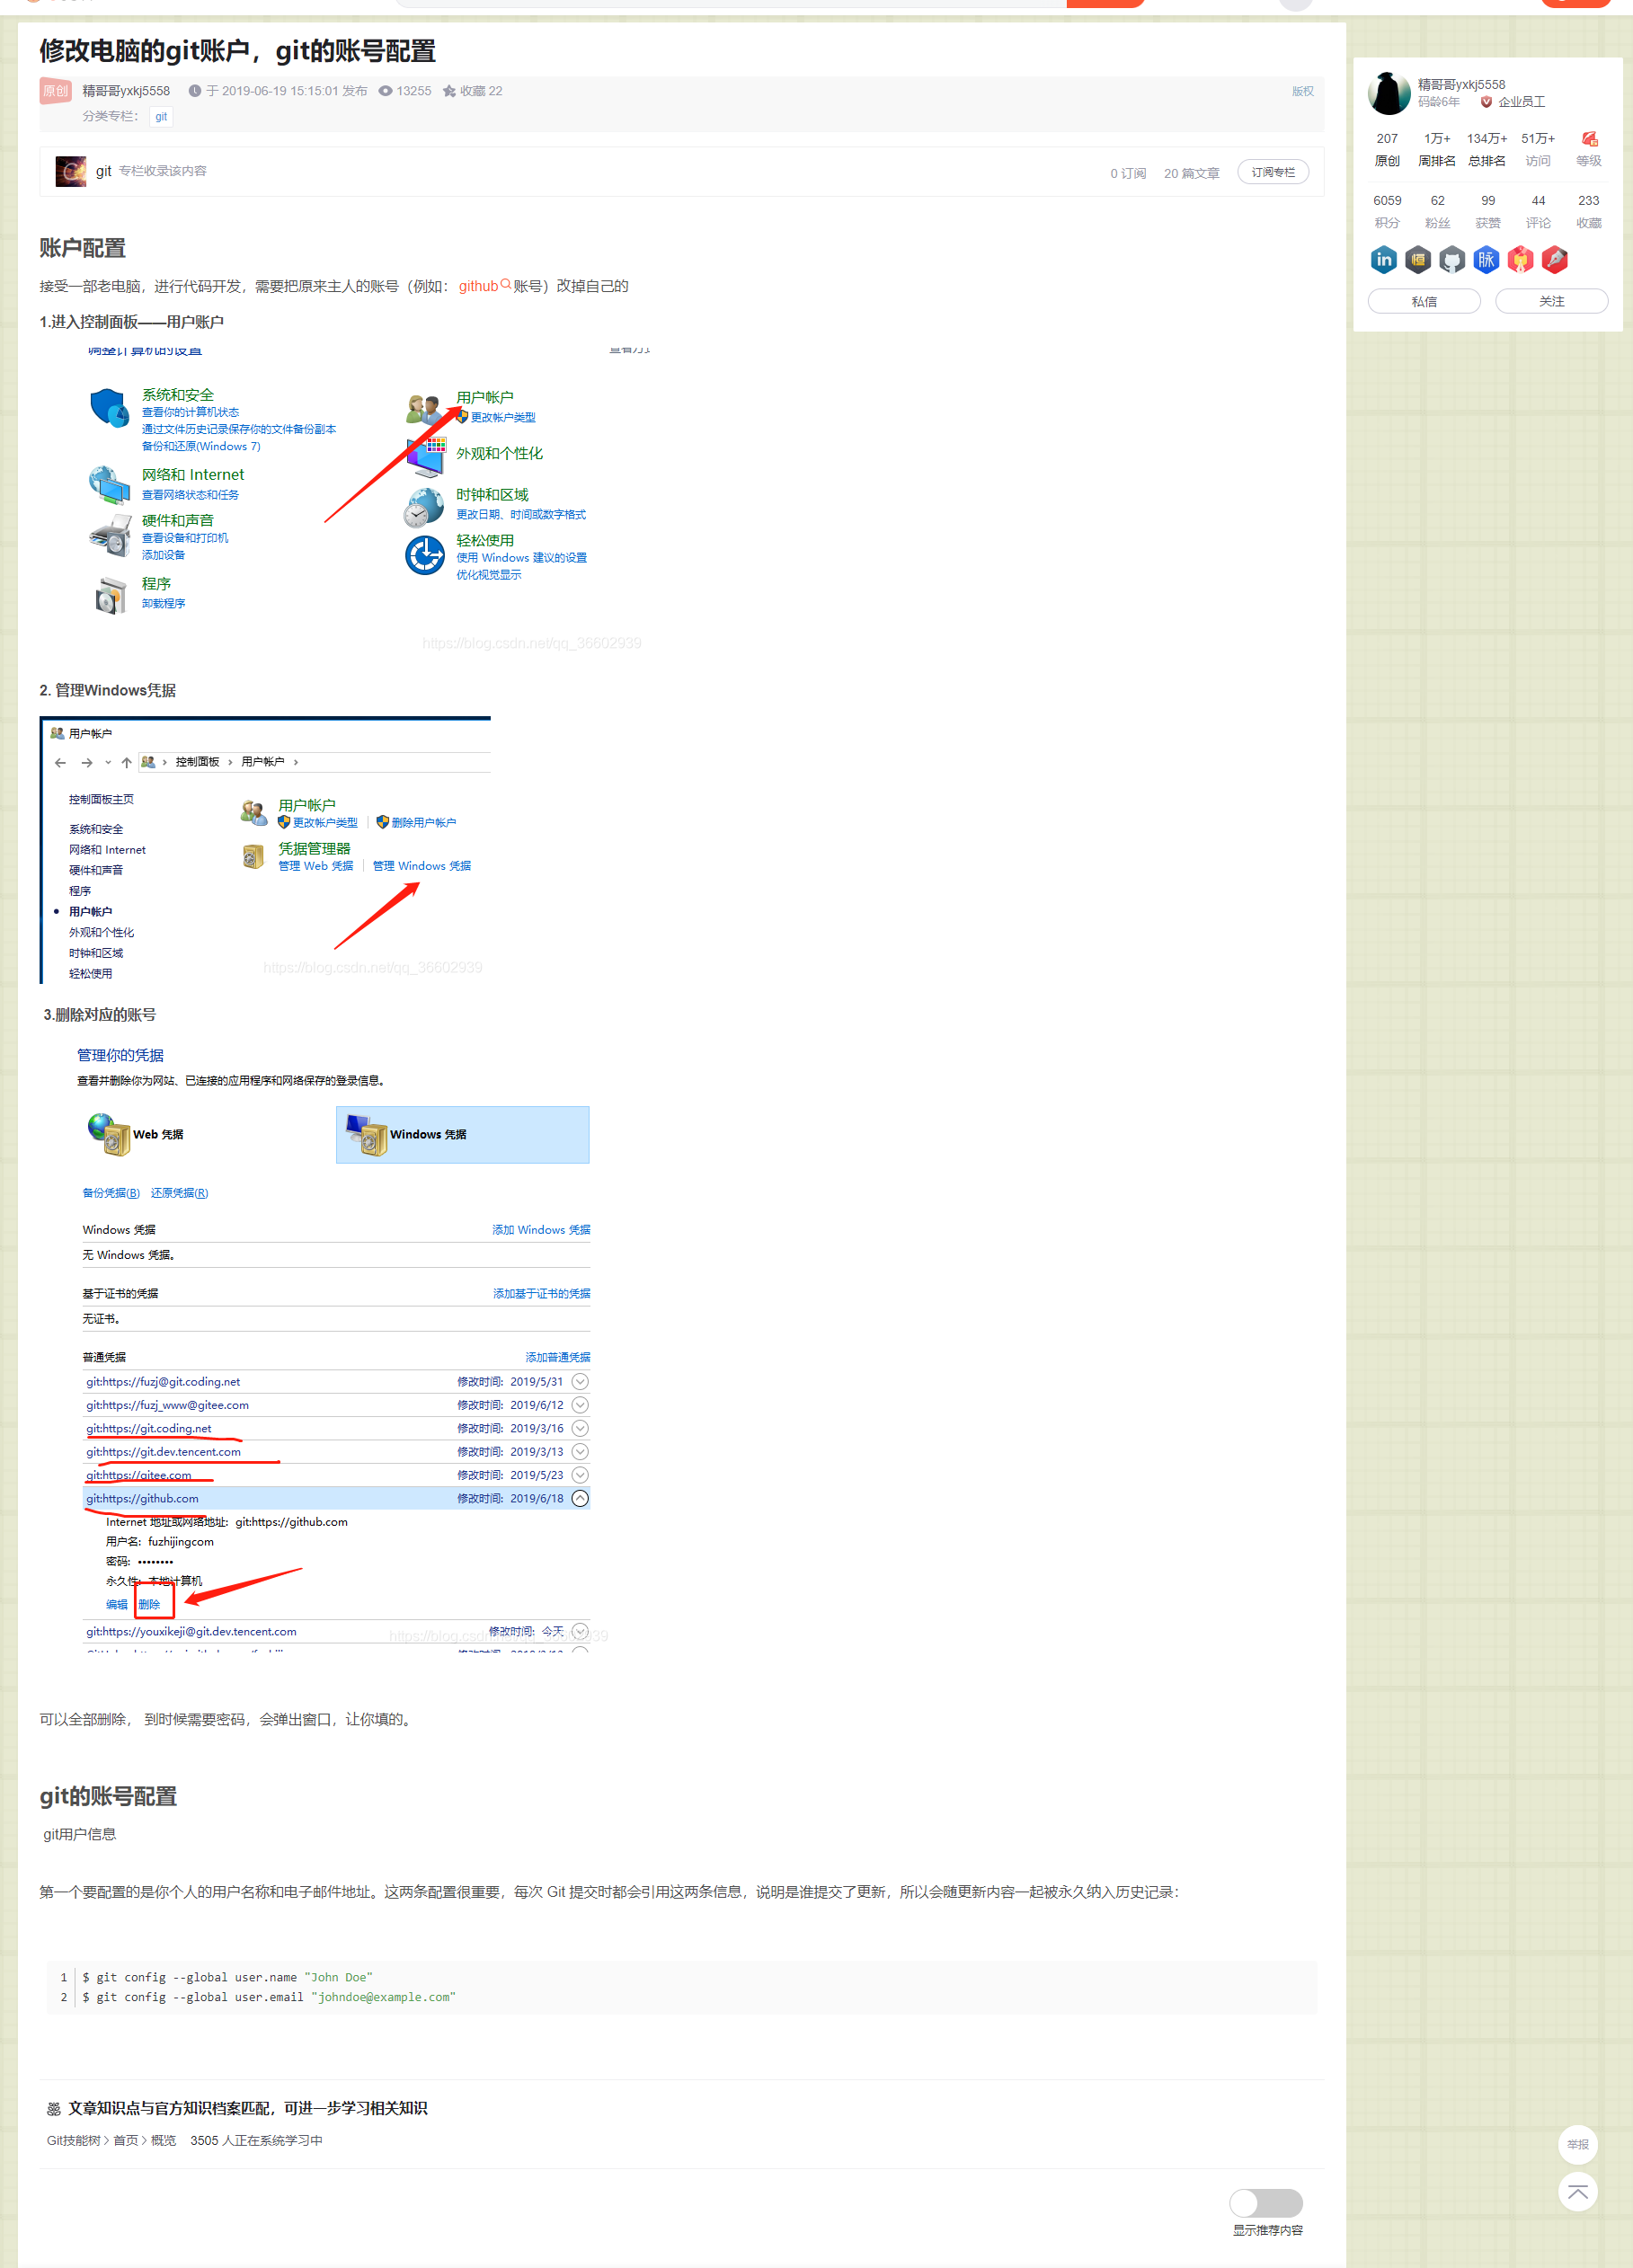 修改电脑的git账户，git的账号配置
原创 精哥哥yxkj5558 于 2019-06-19 15:15:01 发布 13255 收藏 22 版权
分类专栏： git
git 专栏收录该内容 0 订阅 20 篇文章 订阅专栏
账户配置
接受一部老电脑，进行代码开发，需要把原来主人的账号（例如：github账号）改掉自己的
1.进入控制面板——用户账户
调整计算机的设置
系统和安全
查看你的计算机状态
通过文件历史记录保存你的文件备份副本
备份和还原(Windows 7)
网络和 Internet
查看网络状态和任务
硬件和声音
查看设备和打印机
添加设备
程序
卸载程序
用户帐户
更改帐户类型
外观和个性化
时钟和区域
更改日期、时间或数字格式
轻松使用
使用 Windows 建议的设置
优化视觉显示
https://blog.csdn.net/qq_36602939
2. 管理Windows凭据
用户帐户
控制面板 › 用户帐户 ›
控制面板主页
系统和安全
网络和 Internet
硬件和声音
程序
用户帐户
外观和个性化
时钟和区域
轻松使用
用户帐户
更改帐户类型 删除用户帐户
凭据管理器
管理 Web 凭据 管理 Windows 凭据
https://blog.csdn.net/qq_36602939
3.删除对应的账号
管理你的凭据
查看并删除你为网站、已连接的应用程序和网络保存的登录信息。
Web 凭据 Windows 凭据
备份凭据(B) 还原凭据(R)
Windows 凭据 添加 Windows 凭据
无 Windows 凭据。
基于证书的凭据 添加基于证书的凭据
无证书。
普通凭据 添加普通凭据
git:https://fuzj@git.coding.net 修改时间: 2019/5/31
git:https://fuzj_www@gitee.com 修改时间: 2019/6/12
git:https://git.coding.net 修改时间: 2019/3/16
git:https://git.dev.tencent.com 修改时间: 2019/3/13
git:https://gitee.com 修改时间: 2019/5/23
git:https://github.com 修改时间: 2019/6/18
Internet 地址或网络地址: git:https://github.com
用户名: fuzhijingcom
密码: ••••••••
永久性: 本地计算机
编辑 删除
git:https://youxikeji@git.dev.tencent.com 修改时间: 今天
https://blog.csdn.net/qq_36602939
可以全部删除， 到时候需要密码，会弹出窗口，让你填的。
git的账号配置
git用户信息
第一个要配置的是你个人的用户名称和电子邮件地址。这两条配置很重要，每次 Git 提交时都会引用这两条信息，说明是谁提交了更新，所以会随更新内容一起被永久纳入历史记录：
1 $ git config --global user.name "John Doe"
2 $ git config --global user.email "johndoe@example.com"
文章知识点与官方知识档案匹配，可进一步学习相关知识
Git技能树 > 首页 > 概览 3505 人正在系统学习中
显示推荐内容
精哥哥yxkj5558
码龄6年 企业员工
207 1万+ 134万+ 51万+
原创 周排名 总排名 访问 等级
6059 62 99 44 233
积分 粉丝 获赞 评论 收藏
in 恒 脉
私信 关注
举报